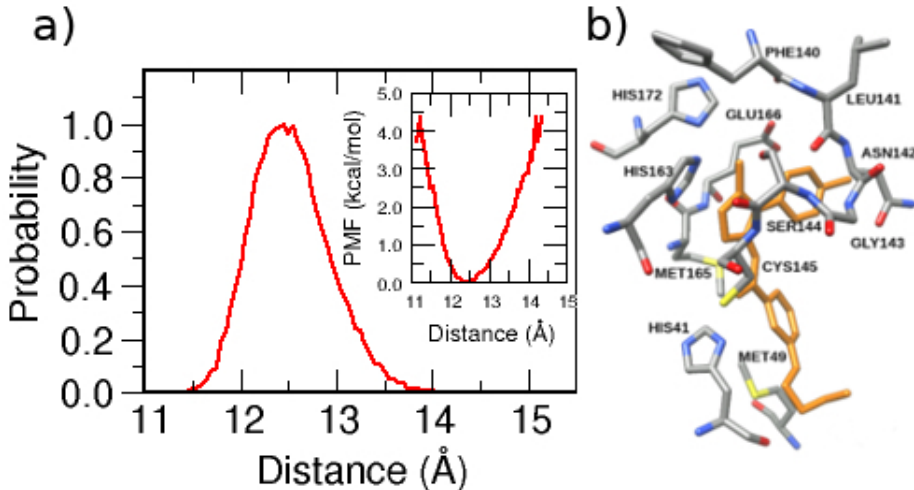 a)
Probability
1.0
0.8
0.6
0.4
0.2
0.0
11
12
13
14
15
Distance (Å)
PMF (kcal/mol)
5.0
4.0
3.0
2.0
1.0
0.0
11
12
13
14
15
Distance (Å)
b)
PHE140
HIS172
LEU141
GLU166
ASN142
HIS163
SER144
GLY143
MET165
CYS145
HIS41
MET49